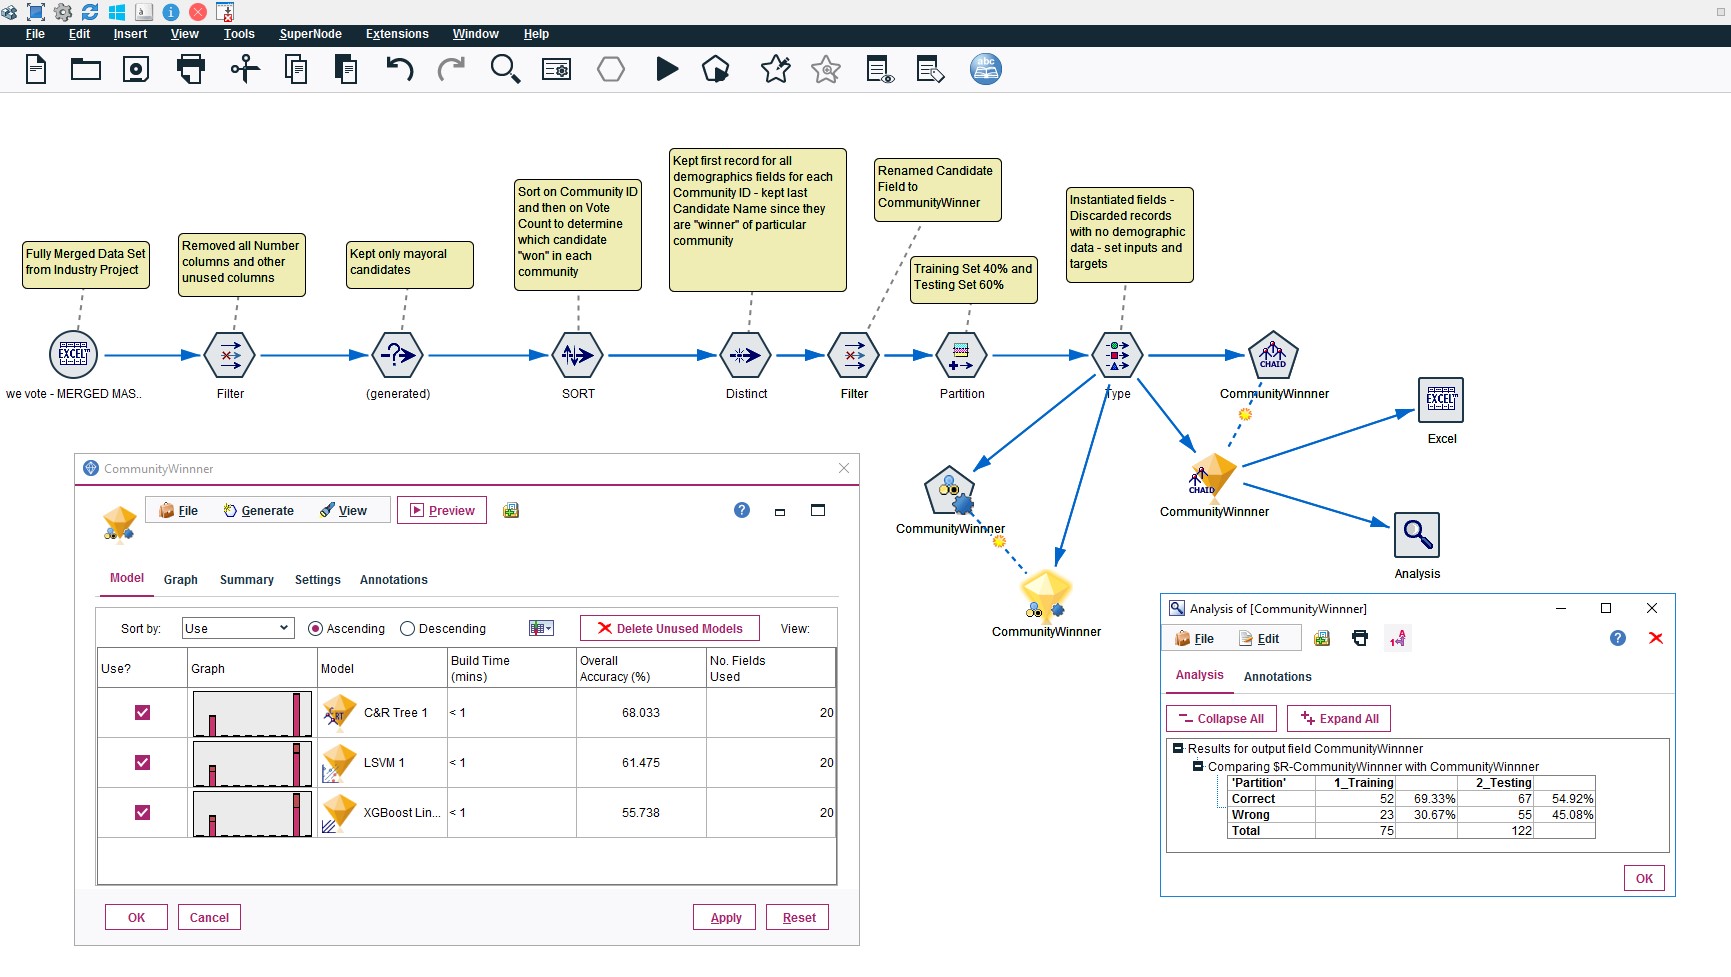 File Edit Insert View Tools SuperNode Extensions Window Help
abc
Fully Merged Data Set
from Industry Project
Removed all Number
columns and other
unused columns
Kept only mayoral
candidates
Sort on Community ID
and then on Vote
Count to determine
which candidate
"won" in each
community
Kept first record for all
demographics fields for each
Community ID - kept last
Candidate Name since they
are "winner" of particular
community
Renamed Candidate
Field to
CommunityWinner
Training Set 40% and
Testing Set 60%
Instantiated fields -
Discarded records
with no demographic
data - set inputs and
targets
EXCEL
we vote - MERGED MAS..
Filter
(generated)
SORT
Distinct
Filter
Partition
Type
CHAID
CommunityWinnner
EXCEL
Excel
CHAID
CommunityWinnner
Analysis
CommunityWinnner
CommunityWinnner
CommunityWinnner
File Generate View Preview
Model Graph Summary Settings Annotations
Sort by: Use Ascending Descending Delete Unused Models View:
Use? Graph Model Build Time (mins) Overall Accuracy (%) No. Fields Used
C&R Tree 1 < 1 68.033 20
LSVM 1 < 1 61.475 20
XGBoost Lin... < 1 55.738 20
OK Cancel Apply Reset
Analysis of [CommunityWinnner]
File Edit
Analysis Annotations
Collapse All Expand All
Results for output field CommunityWinnner
Comparing $R-CommunityWinnner with CommunityWinnner
'Partition' 1_Training 2_Testing
Correct 52 69.33% 67 54.92%
Wrong 23 30.67% 55 45.08%
Total 75 122
OK